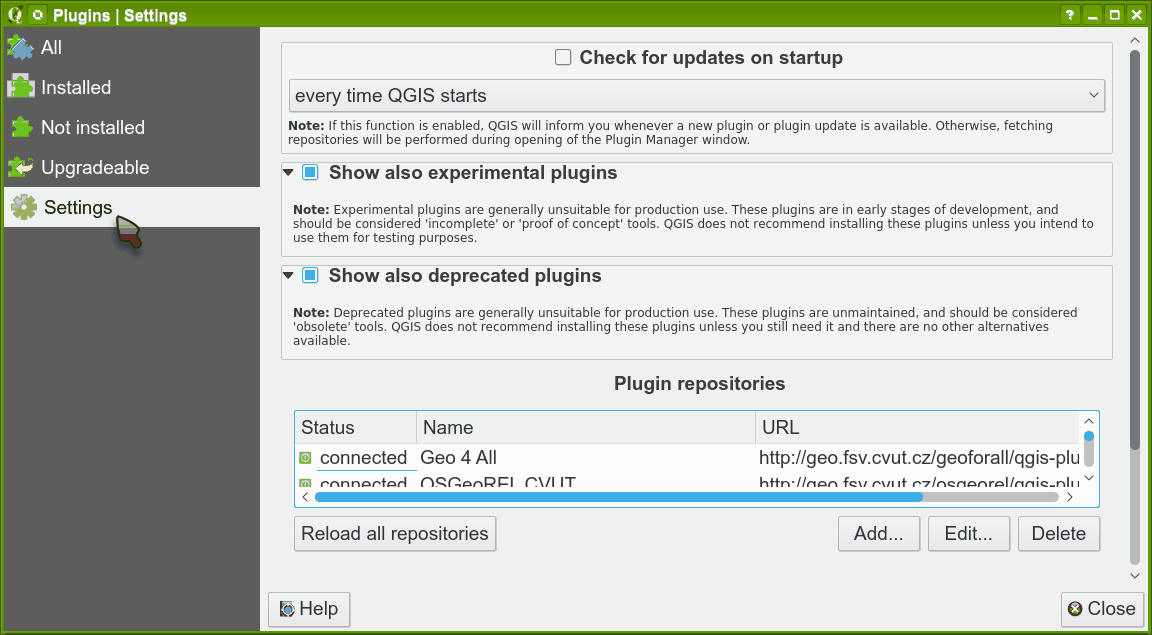 Plugins | Settings
All
Installed
Not installed
Upgradeable
Settings
Check for updates on startup
every time QGIS starts
Note: If this function is enabled, QGIS will inform you whenever a new plugin or plugin update is available. Otherwise, fetching
repositories will be performed during opening of the Plugin Manager window.
Show also experimental plugins
Note: Experimental plugins are generally unsuitable for production use. These plugins are in early stages of development, and
should be considered 'incomplete' or 'proof of concept' tools. QGIS does not recommend installing these plugins unless you intend to
use them for testing purposes.
Show also deprecated plugins
Note: Deprecated plugins are generally unsuitable for production use. These plugins are unmaintained, and should be considered
'obsolete' tools. QGIS does not recommend installing these plugins unless you still need it and there are no other alternatives
available.
Plugin repositories
Status Name URL
connected Geo 4 All http://geo.fsv.cvut.cz/geoforall/qgis-plu
connected OSGeoREL CVUT http://geo.fsv.cvut.cz/osgeorel/qgis-plu
Reload all repositories Add... Edit... Delete
Help Close